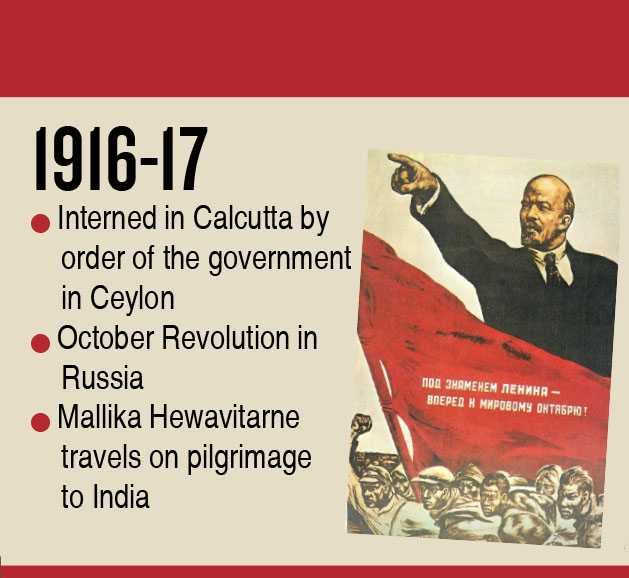 1916-17
Interned in Calcutta by
order of the government
in Ceylon
October Revolution in
Russia
Mallika Hewavitarne
travels on pilgrimage
to India
ПОД ЗНАМЕНЕМ ЛЕНИНА –
ВПЕРЕД К МИРОВОМУ ОКТЯБРЮ!